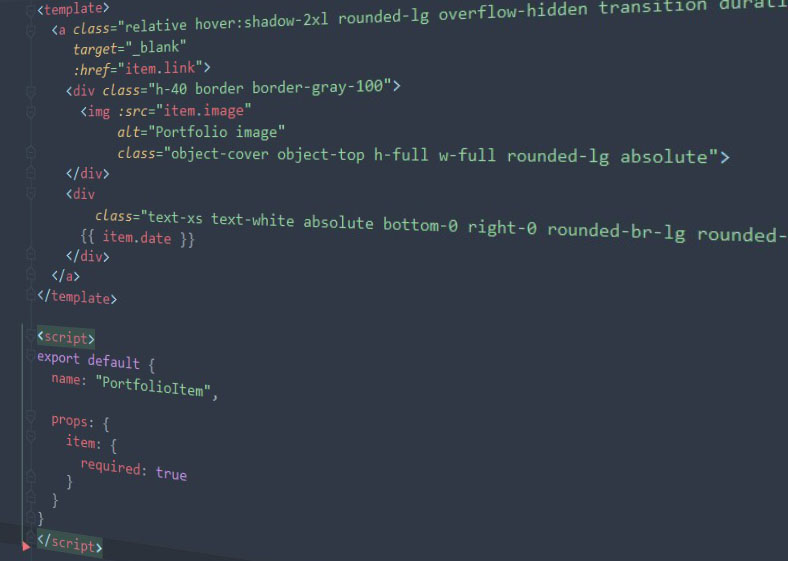 <template>
<a class="relative hover:shadow-2xl rounded-lg overflow-hidden transition
target="_blank"
:href="item.link">
<div class="h-40 border border-gray-100">
<img :src="item.image"
alt="Portfolio image"
class="object-cover object-top h-full w-full rounded-lg absolute">
</div>
<div
class="text-xs text-white absolute bottom-0 right-0 rounded-br-lg rounded-
{{ item.date }}
</div>
</a>
</template>
<script>
export default {
name: "PortfolioItem",
props: {
item: {
required: true
}
}
}
</script>